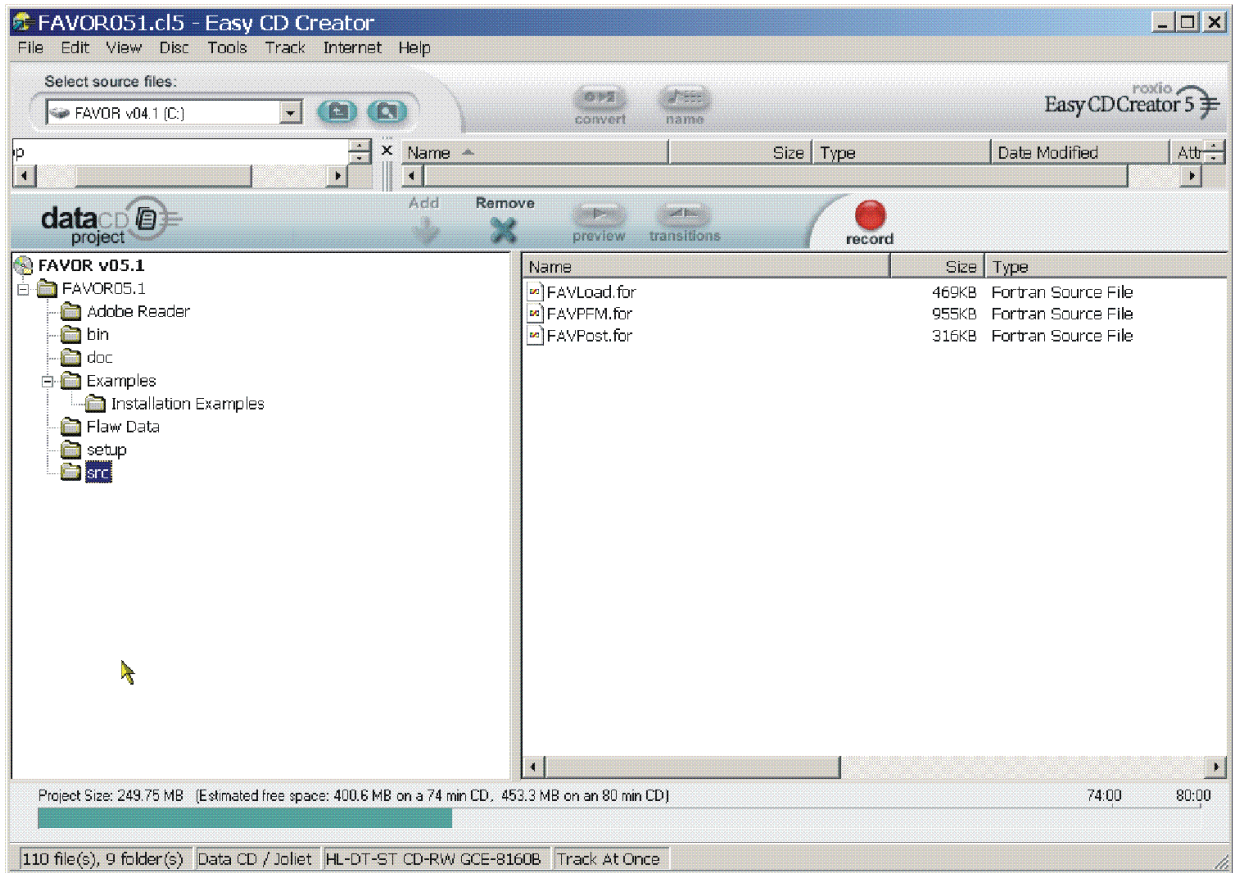 FAVOR051.cl5 - Easy CD Creator
File Edit View Disc Tools Track Internet Help
Select source files:
FAVOR v04.1 (C:)
convert name
roxio
Easy CD Creator 5
Name Size Type Date Modified Attr
data CD project
Add Remove preview transitions record
FAVOR v05.1
FAVOR05.1
Adobe Reader
bin
doc
Examples
Installation Examples
Flaw Data
setup
src
Name Size Type
FAVLoad.for 469KB Fortran Source File
FAVPFM.for 955KB Fortran Source File
FAVPost.for 316KB Fortran Source File
Project Size: 249.75 MB (Estimated free space: 400.6 MB on a 74 min CD, 453.3 MB on an 80 min CD) 74:00 80:00
110 file(s), 9 folder(s) Data CD / Joliet HL-DT-ST CD-RW GCE-8160B Track At Once